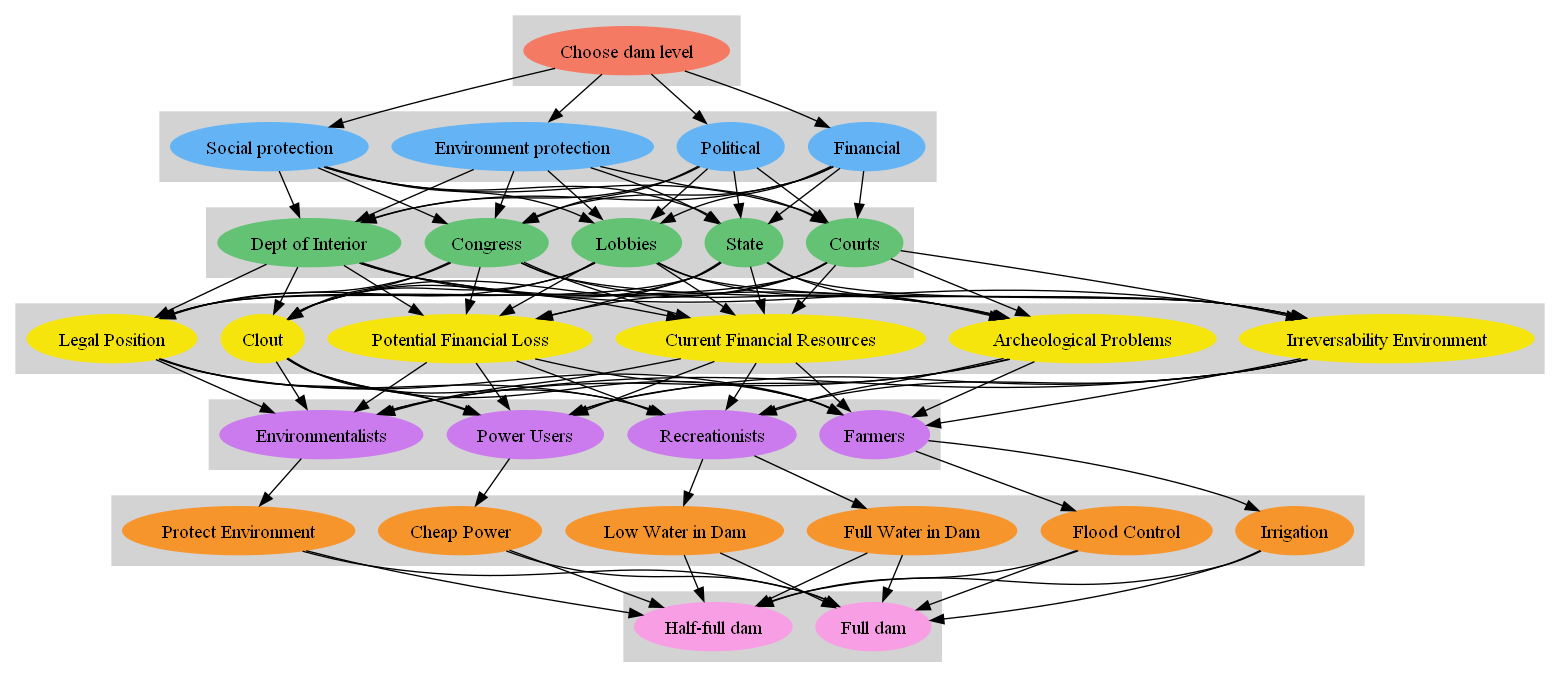 Choose dam level
Social protection
Environment protection
Political
Financial
Dept of Interior
Congress
Lobbies
State
Courts
Legal Position
Clout
Potential Financial Loss
Current Financial Resources
Archeological Problems
Irreversability Environment
Environmentalists
Power Users
Recreationists
Farmers
Protect Environment
Cheap Power
Low Water in Dam
Full Water in Dam
Flood Control
Irrigation
Half-full dam
Full dam